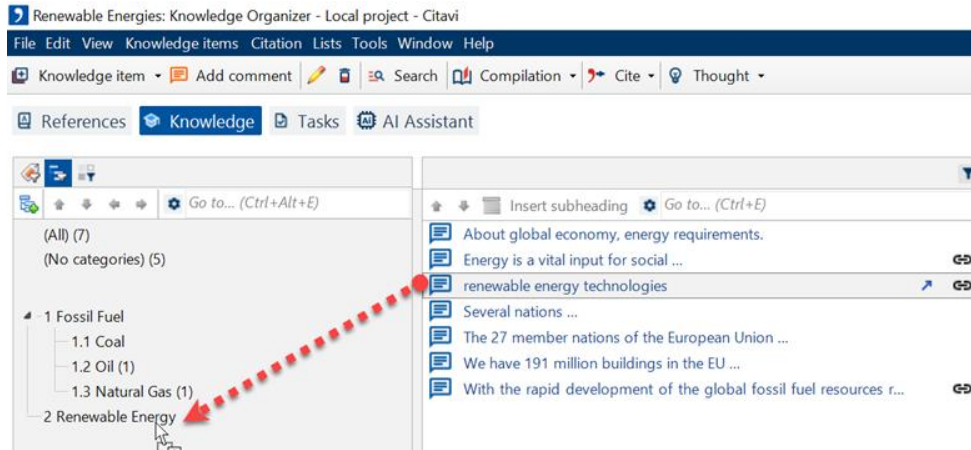 Renewable Energies: Knowledge Organizer - Local project - Citavi
File Edit View Knowledge items Citation Lists Tools Window Help
Knowledge item Add comment Search Compilation Cite Thought
References Knowledge Tasks AI Assistant
Go to... (Ctrl+Alt+E)
(All) (7)
(No categories) (5)
1 Fossil Fuel
1.1 Coal
1.2 Oil (1)
1.3 Natural Gas (1)
2 Renewable Energy
Insert subheading Go to... (Ctrl+E)
About global economy, energy requirements.
Energy is a vital input for social ...
renewable energy technologies
Several nations ...
The 27 member nations of the European Union ...
We have 191 million buildings in the EU ...
With the rapid development of the global fossil fuel resources r...